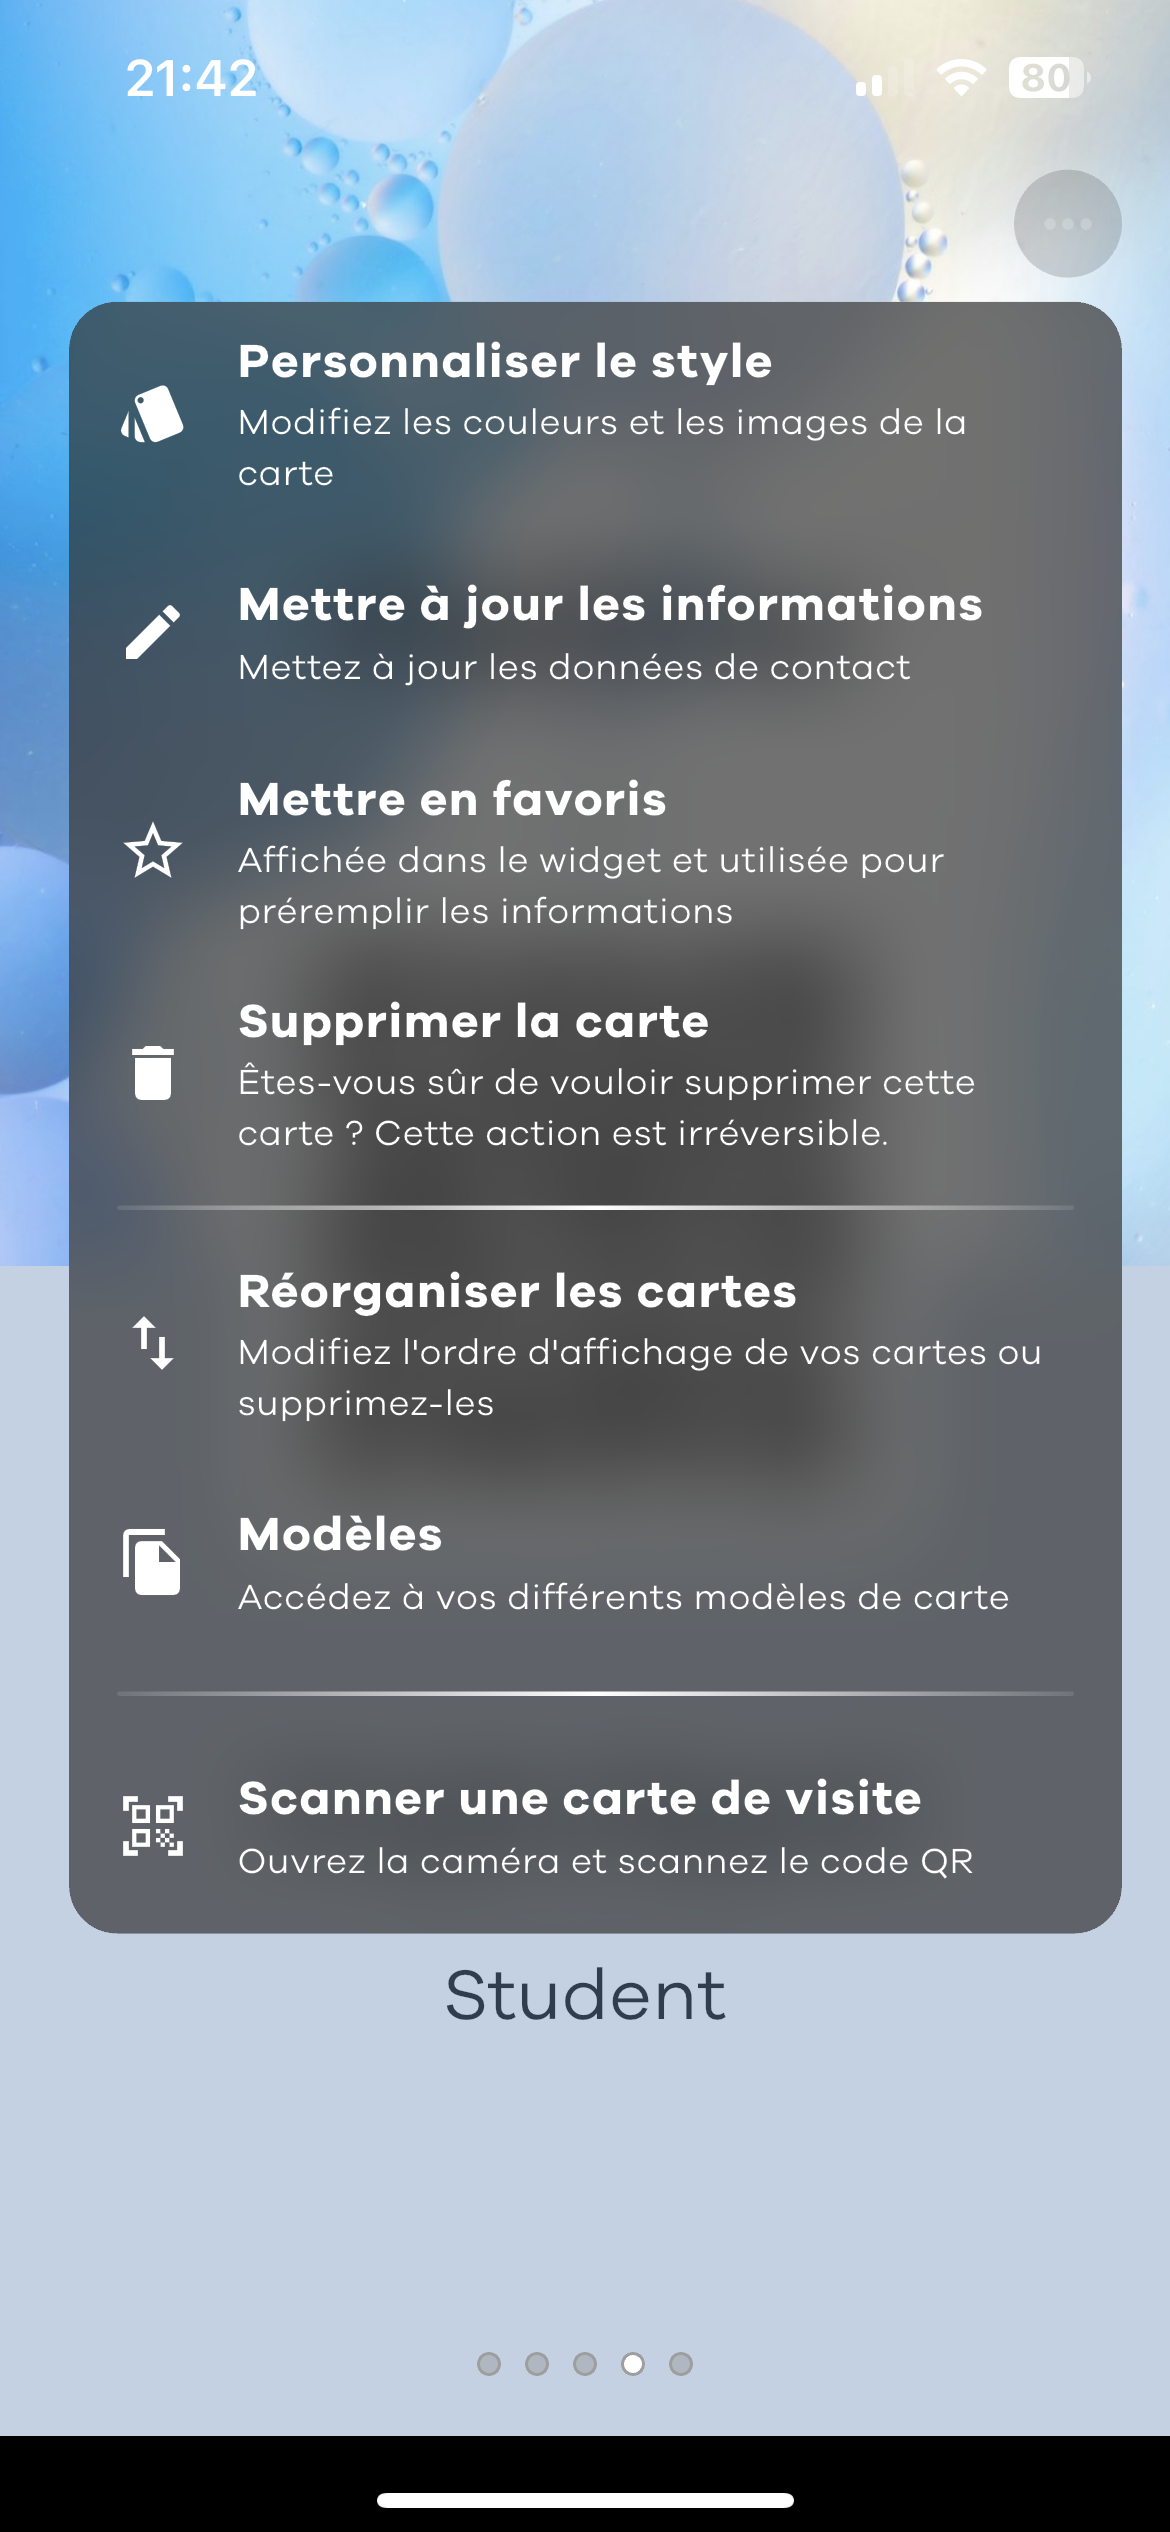 21:42
80
Personnaliser le style
Modifiez les couleurs et les images de la
carte
Mettre à jour les informations
Mettez à jour les données de contact
Mettre en favoris
Affichée dans le widget et utilisée pour
préremplir les informations
Supprimer la carte
Êtes-vous sûr de vouloir supprimer cette
carte ? Cette action est irréversible.
Réorganiser les cartes
Modifiez l'ordre d'affichage de vos cartes ou
supprimez-les
Modèles
Accédez à vos différents modèles de carte
Scanner une carte de visite
Ouvrez la caméra et scannez le code QR
Student